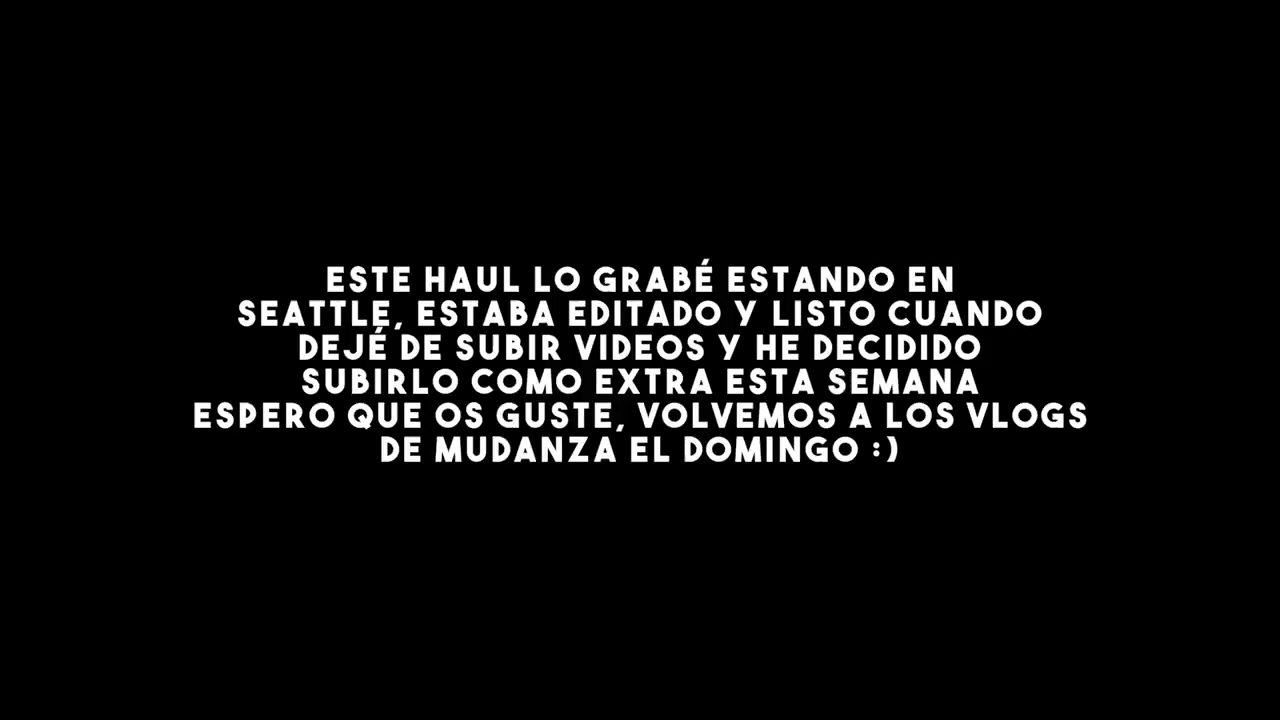 ESTE HAUL LO GRABÉ ESTANDO EN
SEATTLE, ESTABA EDITADO Y LISTO CUANDO
DEJÉ DE SUBIR VIDEOS Y HE DECIDIDO
SUBIRLO COMO EXTRA ESTA SEMANA
ESPERO QUE OS GUSTE, VOLVEMOS A LOS VLOGS
DE MUDANZA EL DOMINGO :)